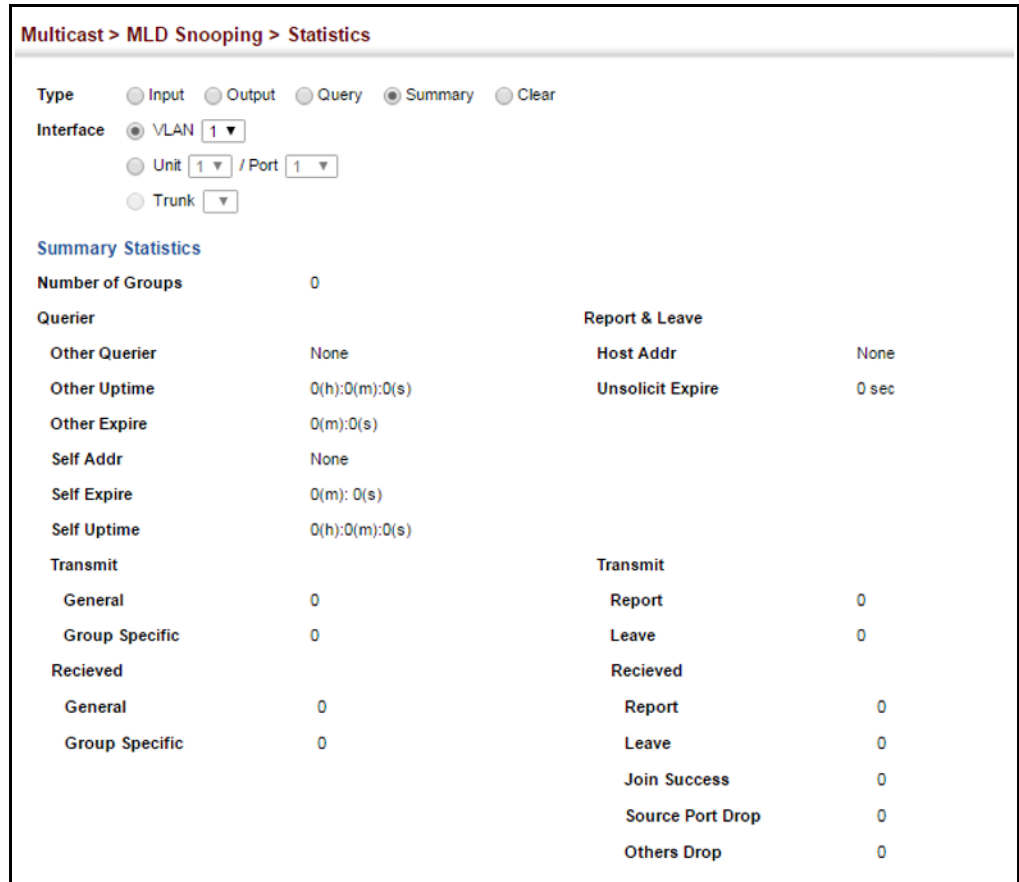 Multicast > MLD Snooping > Statistics
Type Input Output Query Summary Clear
Interface VLAN 1
Unit 1 / Port 1
Trunk
Summary Statistics
Number of Groups 0
Querier Report & Leave
Other Querier None Host Addr None
Other Uptime 0(h):0(m):0(s) Unsolicit Expire 0 sec
Other Expire 0(m):0(s)
Self Addr None
Self Expire 0(m): 0(s)
Self Uptime 0(h):0(m):0(s)
Transmit Transmit
General 0 Report 0
Group Specific 0 Leave 0
Recieved Recieved
General 0 Report 0
Group Specific 0 Leave 0
Join Success 0
Source Port Drop 0
Others Drop 0